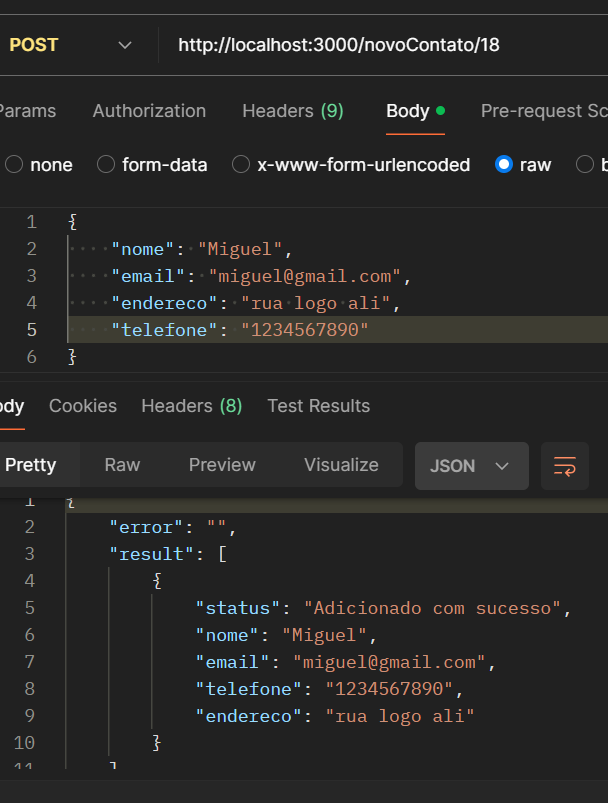 POST http://localhost:3000/novoContato/18
Params Authorization Headers (9) Body Pre-request Sc
none form-data x-www-form-urlencoded raw b
1 {
2 "nome": "Miguel",
3 "email": "miguel@gmail.com",
4 "endereco": "rua logo ali",
5 "telefone": "1234567890"
6 }
ody Cookies Headers (8) Test Results
Pretty Raw Preview Visualize JSON
1 {
2 "error": "",
3 "result": [
4 {
5 "status": "Adicionado com sucesso",
6 "nome": "Miguel",
7 "email": "miguel@gmail.com",
8 "telefone": "1234567890",
9 "endereco": "rua logo ali"
10 }
11 ]